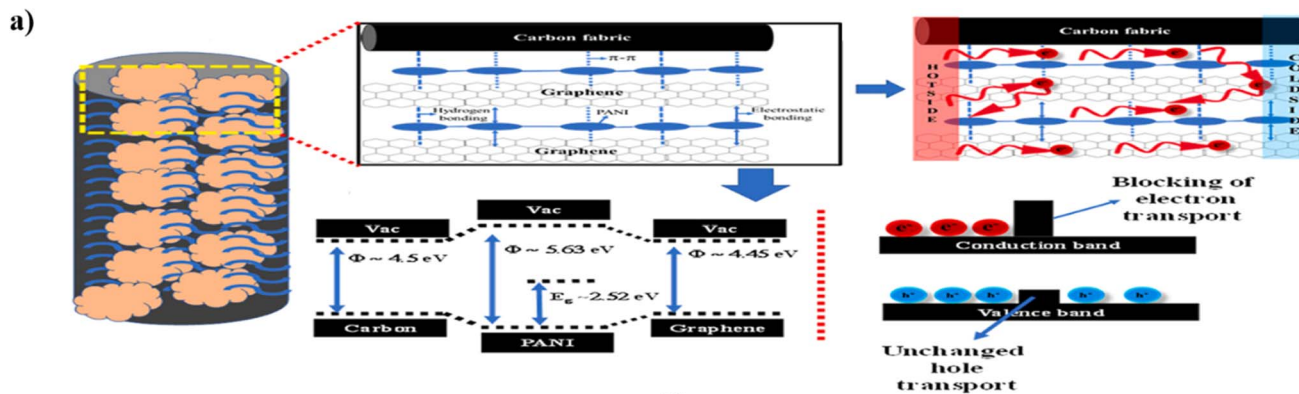 a)
Carbon fabric
π-π
Graphene
Hydrogen
bonding
PANI
Electrostatic
bonding
Graphene
Carbon fabric
HOTSIDE
COLDSIDE
e
e
e
e
e
e
e
Vac
Vac
Vac
Φ ~ 4.5 eV
Φ ~ 5.63 eV
Φ ~ 4.45 eV
Eg ~2.52 eV
Carbon
PANI
Graphene
Blocking of
electron
transport
e⁻ e⁻ e⁻
Conduction band
h⁺ h⁺ h⁺ h⁺ h⁺
Valence band
Unchanged
hole
transport